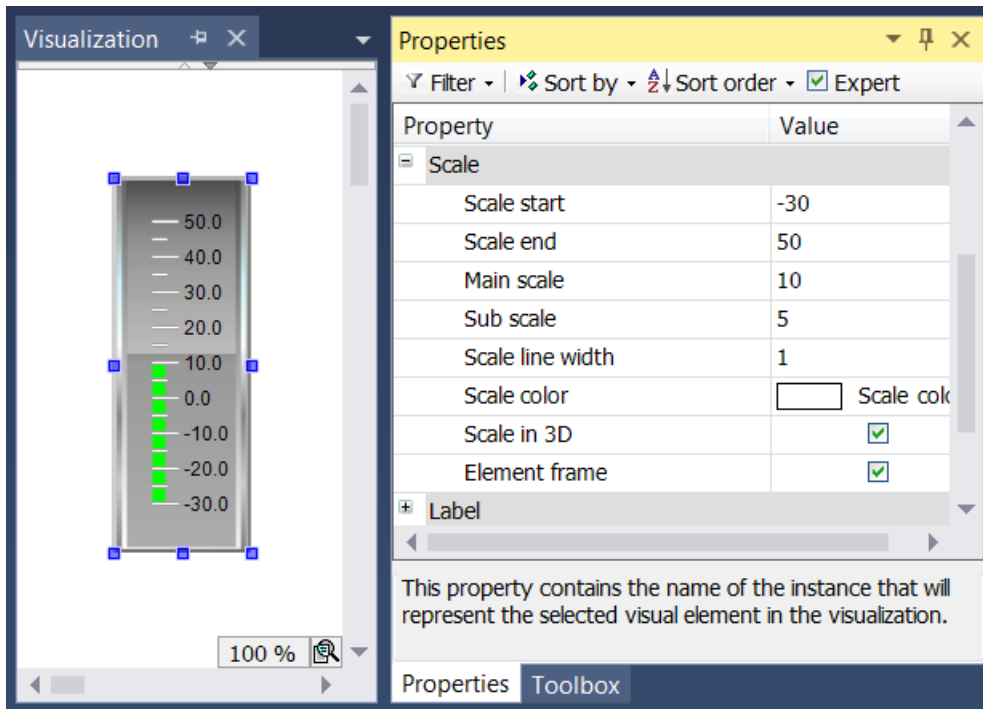 Visualization
50.0
40.0
30.0
20.0
10.0
0.0
-10.0
-20.0
-30.0
100 %
Properties
Filter Sort by Sort order Expert
Property Value
Scale
Scale start -30
Scale end 50
Main scale 10
Sub scale 5
Scale line width 1
Scale color Scale colo
Scale in 3D
Element frame
Label
This property contains the name of the instance that will
represent the selected visual element in the visualization.
Properties Toolbox